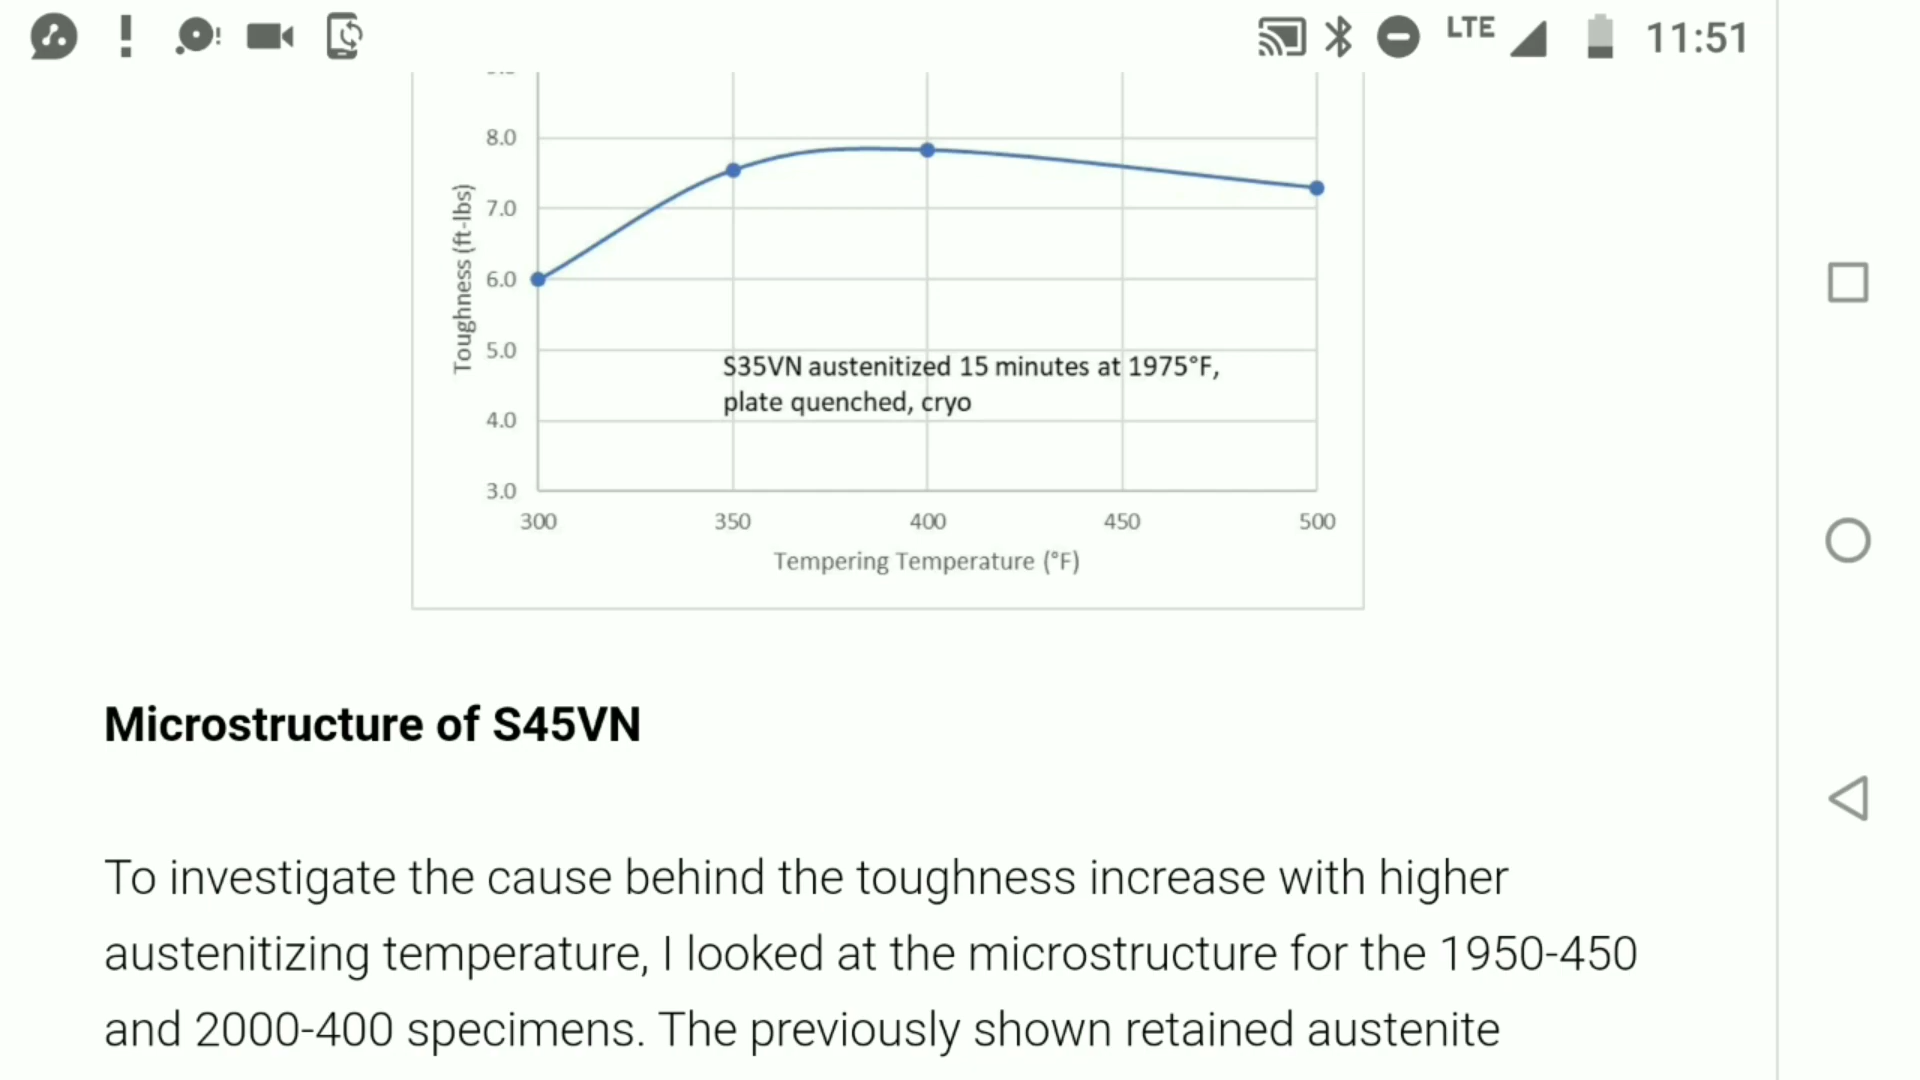 LTE 11:51
8.0
7.0
6.0
5.0
4.0
3.0
Toughness (ft-lbs)
S35VN austenitized 15 minutes at 1975°F,
plate quenched, cryo
300 350 400 450 500
Tempering Temperature (°F)
Microstructure of S45VN
To investigate the cause behind the toughness increase with higher
austenitizing temperature, I looked at the microstructure for the 1950-450
and 2000-400 specimens. The previously shown retained austenite